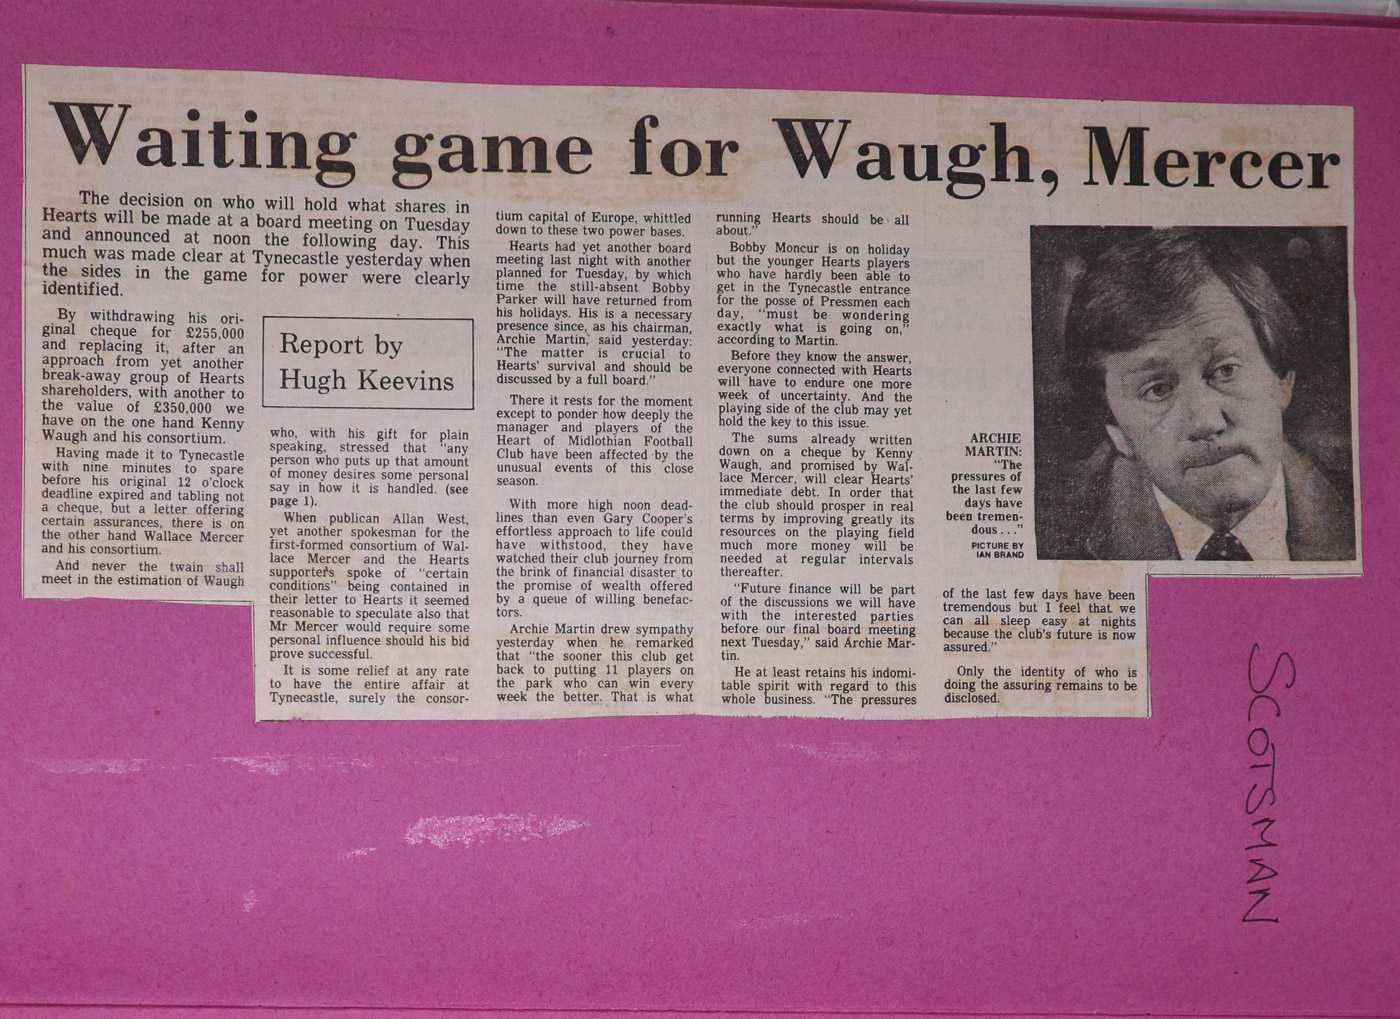 Waiting game for Waugh, Mercer
The decision on who will hold what shares in
Hearts will be made at a board meeting on Tuesday
and announced at noon the following day. This
much was made clear at Tynecastle yesterday when
the sides in the game for power were clearly
identified.
By withdrawing his ori-
ginal cheque for £255,000
and replacing it, after an
approach from yet another
break-away group of Hearts
shareholders, with another to
the value of £350,000 we
have on the one hand Kenny
Waugh and his consortium.
Having made it to Tynecastle
with nine minutes to spare
before his original 12 o'clock
deadline expired and tabling not
a cheque, but a letter offering
certain assurances, there is on
the other hand Wallace Mercer
and his consortium.
And never the twain shall
meet in the estimation of Waugh
Report by
Hugh Keevins
who, with his gift for plain
speaking, stressed that "any
person who puts up that amount
of money desires some personal
say in how it is handled. (see
page 1).
When publican Allan West,
yet another spokesman for the
first-formed consortium of Wal-
lace Mercer and the Hearts
supporters spoke of "certain
conditions" being contained in
their letter to Hearts it seemed
reasonable to speculate also that
Mr Mercer would require some
personal influence should his bid
prove successful.
It is some relief at any rate
to have the entire affair at
Tynecastle, surely the consor-
tium capital of Europe, whittled
down to these two power bases.
Hearts had yet another board
meeting last night with another
planned for Tuesday, by which
time the still-absent Bobby
Parker will have returned from
his holidays. His is a necessary
presence since, as his chairman,
Archie Martin, said yesterday:
"The matter is crucial to
Hearts' survival and should be
discussed by a full board."
There it rests for the moment
except to ponder how deeply the
manager and players of the
Heart of Midlothian Football
Club have been affected by the
unusual events of this close
season.
With more high noon dead-
lines than even Gary Cooper's
effortless approach to life could
have withstood, they have
watched their club journey from
the brink of financial disaster to
the promise of wealth offered
by a queue of willing benefac-
tors.
Archie Martin drew sympathy
yesterday when he remarked
that "the sooner this club get
back to putting 11 players on
the park who can win every
week the better. That is what
running Hearts should be all
about."
Bobby Moncur is on holiday
but the younger Hearts players
who have hardly been able to
get in the Tynecastle entrance
for the posse of Pressmen each
day, "must be wondering
exactly what is going on,"
according to Martin.
Before they know the answer,
everyone connected with Hearts
will have to endure one more
week of uncertainty. And the
playing side of the club may yet
hold the key to this issue.
The sums already written
down on a cheque by Kenny
Waugh, and promised by Wal-
lace Mercer, will clear Hearts'
immediate debt. In order that
the club should prosper in real
terms by improving greatly its
resources on the playing field
much more money will be
needed at regular intervals
thereafter.
"Future finance will be part
of the discussions we will have
with the interested parties
before our final board meeting
next Tuesday," said Archie Mar-
tin.
He at least retains his indomi-
table spirit with regard to this
whole business. "The pressures
ARCHIE
MARTIN:
"The
pressures of
the last few
days have
been tremen-
dous . . ."
PICTURE BY
IAN BRAND
of the last few days have been
tremendous but I feel that we
can all sleep easy at nights
because the club's future is now
assured."
Only the identity of who is
doing the assuring remains to be
disclosed.
SCOTSMAN